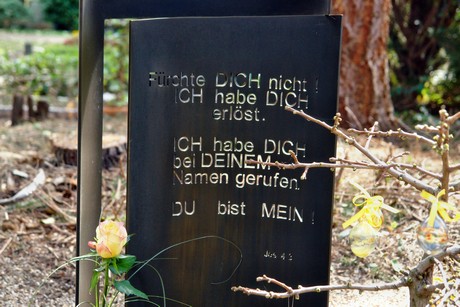 Fürchte DICH nicht !
ICH habe DICH
erlöst.
ICH habe DICH
bei DEINEM
Namen gerufen.
DU bist MEIN !